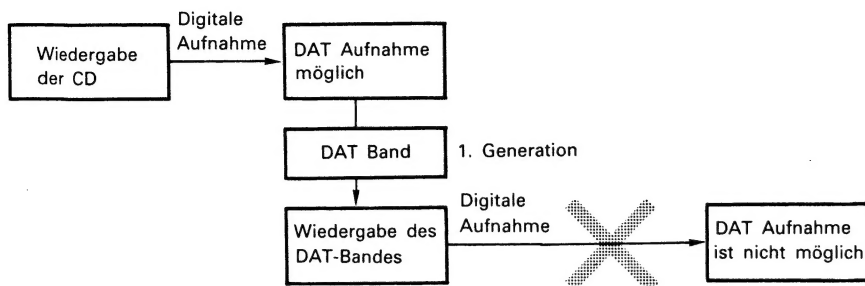 Digitale
Aufnahme
Wiedergabe
der CD
DAT Aufnahme
möglich
DAT Band
1. Generation
Wiedergabe des
DAT-Bandes
Digitale
Aufnahme
DAT Aufnahme
ist nicht möglich